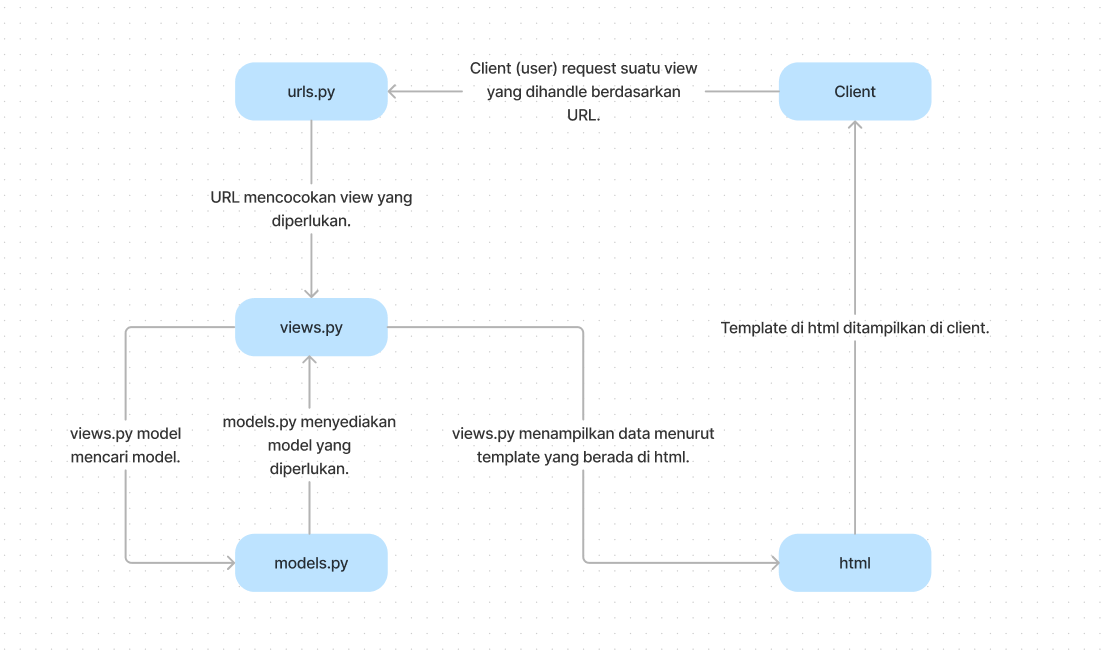 urls.py
Client (user) request suatu view
yang dihandle berdasarkan
URL.
Client
URL mencocokan view yang
diperlukan.
views.py
Template di html ditampilkan di client.
views.py model
mencari model.
models.py menyediakan
model yang
diperlukan.
views.py menampilkan data menurut
template yang berada di html.
models.py
html